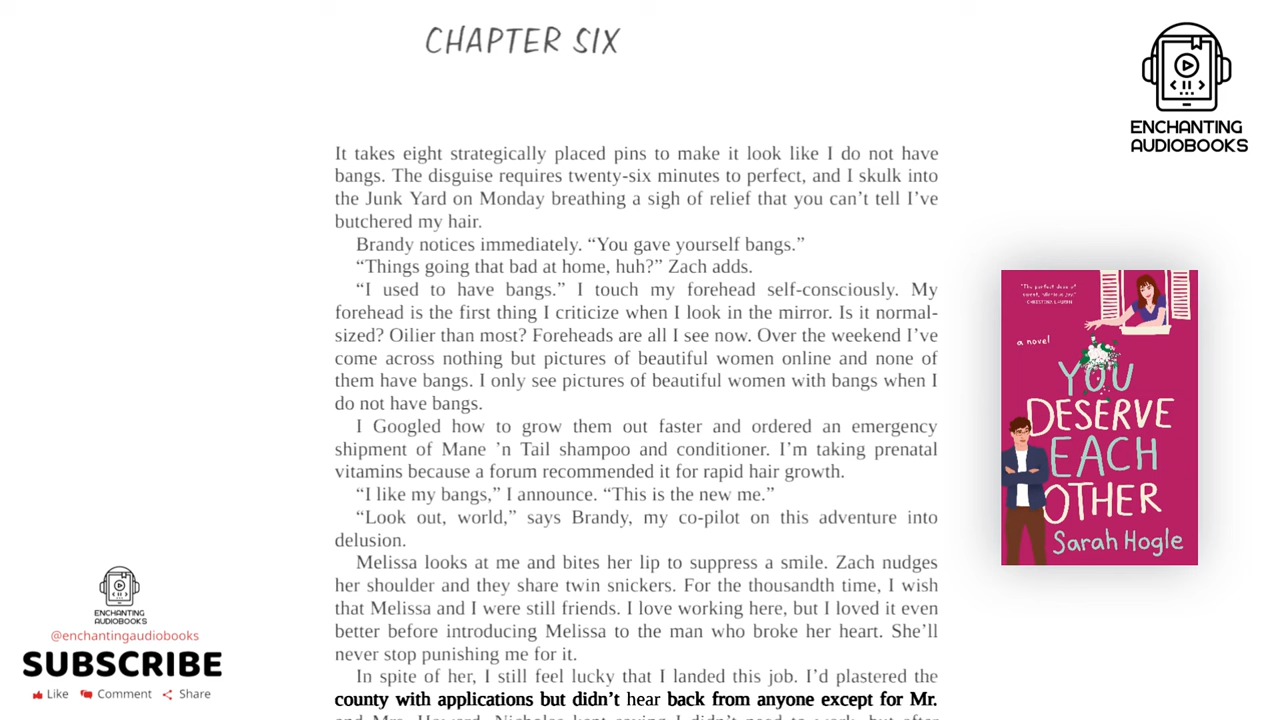 CHAPTER SIX
It takes eight strategically placed pins to make it look like I do not have
bangs. The disguise requires twenty-six minutes to perfect, and I skulk into
the Junk Yard on Monday breathing a sigh of relief that you can’t tell I’ve
butchered my hair.
Brandy notices immediately. “You gave yourself bangs.”
“Things going that bad at home, huh?” Zach adds.
“I used to have bangs.” I touch my forehead self-consciously. My
forehead is the first thing I criticize when I look in the mirror. Is it normal-
sized? Oilier than most? Foreheads are all I see now. Over the weekend I’ve
come across nothing but pictures of beautiful women online and none of
them have bangs. I only see pictures of beautiful women with bangs when I
do not have bangs.
I Googled how to grow them out faster and ordered an emergency
shipment of Mane ’n Tail shampoo and conditioner. I’m taking prenatal
vitamins because a forum recommended it for rapid hair growth.
“I like my bangs,” I announce. “This is the new me.”
“Look out, world,” says Brandy, my co-pilot on this adventure into
delusion.
Melissa looks at me and bites her lip to suppress a smile. Zach nudges
her shoulder and they share twin snickers. For the thousandth time, I wish
that Melissa and I were still friends. I love working here, but I loved it even
better before introducing Melissa to the man who broke her heart. She’ll
never stop punishing me for it.
In spite of her, I still feel lucky that I landed this job. I’d plastered the
county with applications but didn’t hear back from anyone except for Mr.
and Mrs. Howard. Nicholas kept saying I didn’t need to work, but after
ENCHANTING
AUDIOBOOKS
a novel
YOU
DESERVE
EACH
OTHER
Sarah Hogle
ENCHANTING
AUDIOBOOKS
@enchantingaudiobooks
SUBSCRIBE
Like Comment Share